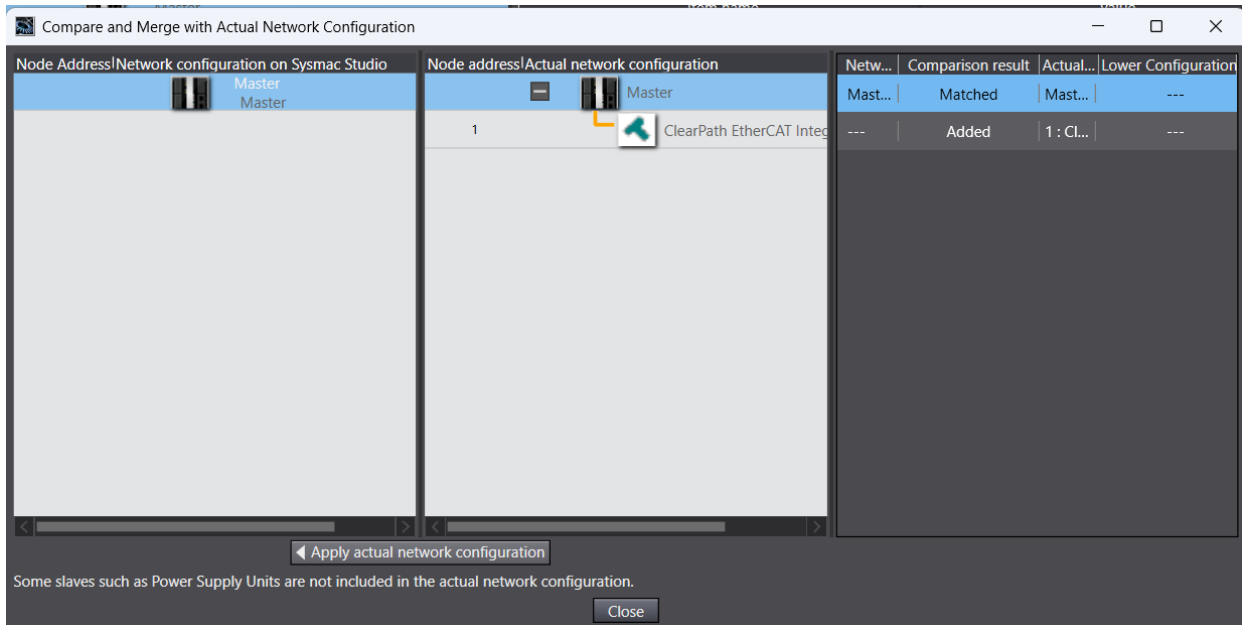 Compare and Merge with Actual Network Configuration
Node Address|Network configuration on Sysmac Studio
Master
Master
Node address|Actual network configuration
Master
1
ClearPath EtherCAT Integ
Netw... | Comparison result | Actual... | Lower Configuration
Mast... | Matched | Mast... | ---
--- | Added | 1 : Cl... | ---
Apply actual network configuration
Some slaves such as Power Supply Units are not included in the actual network configuration.
Close